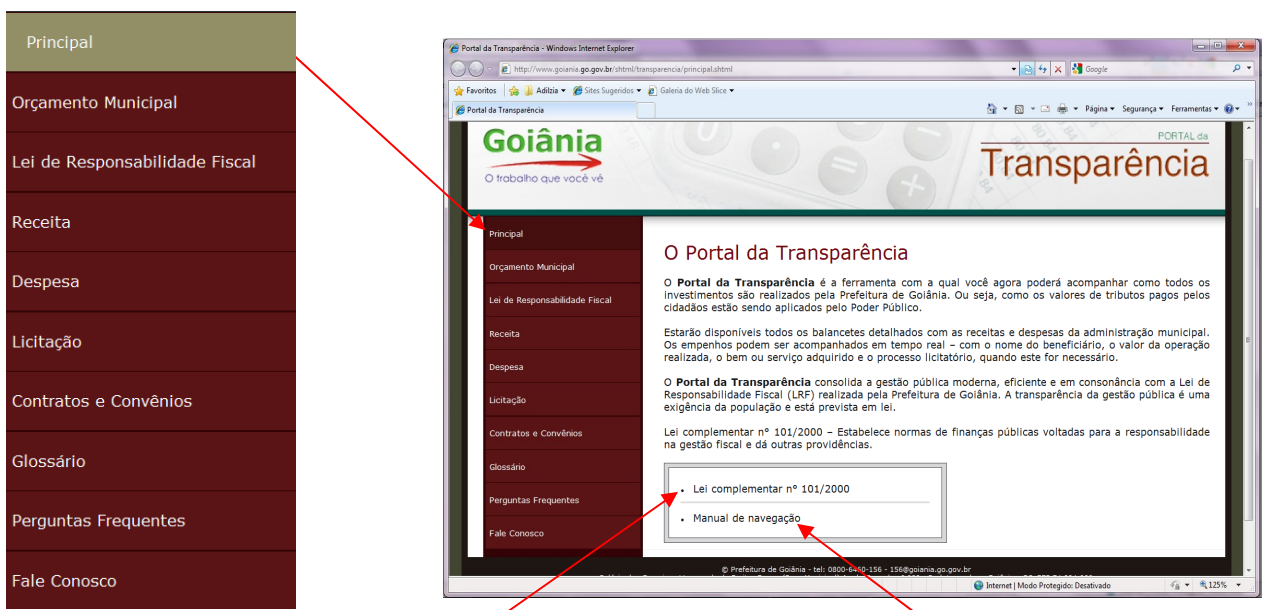 Principal
Orçamento Municipal
Lei de Responsabilidade Fiscal
Receita
Despesa
Licitação
Contratos e Convênios
Glossário
Perguntas Frequentes
Fale Conosco
Portal da Transparência - Windows Internet Explorer
http://www.goiania.go.gov.br/shtml/transparencia/principal.shtml
Google
Favoritos Adilzia Sites Sugeridos Galeria do Web Slice
Portal da Transparência
Página Segurança Ferramentas
Goiânia
O trabalho que você vê
PORTAL da
Transparência
Principal
Orçamento Municipal
Lei de Responsabilidade Fiscal
Receita
Despesa
Licitação
Contratos e Convênios
Glossário
Perguntas Frequentes
Fale Conosco
O Portal da Transparência
O Portal da Transparência é a ferramenta com a qual você agora poderá acompanhar como todos os
investimentos são realizados pela Prefeitura de Goiânia. Ou seja, como os valores de tributos pagos pelos
cidadãos estão sendo aplicados pelo Poder Público.
Estarão disponíveis todos os balancetes detalhados com as receitas e despesas da administração municipal.
Os empenhos podem ser acompanhados em tempo real – com o nome do beneficiário, o valor da operação
realizada, o bem ou serviço adquirido e o processo licitatório, quando este for necessário.
O Portal da Transparência consolida a gestão pública moderna, eficiente e em consonância com a Lei de
Responsabilidade Fiscal (LRF) realizada pela Prefeitura de Goiânia. A transparência da gestão pública é uma
exigência da população e está prevista em lei.
Lei complementar nº 101/2000 – Estabelece normas de finanças públicas voltadas para a responsabilidade
na gestão fiscal e dá outras providências.
Lei complementar nº 101/2000
Manual de navegação
© Prefeitura de Goiânia - tel: - 156@goiania.go.gov.br
Internet | Modo Protegido: Desativado
125%